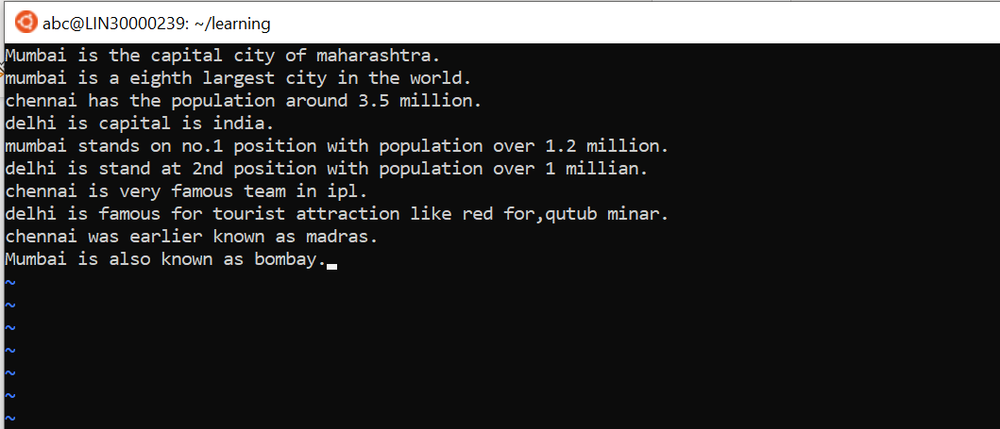 abc@LIN30000239: ~/learning
Mumbai is the capital city of maharashtra.
mumbai is a eighth largest city in the world.
chennai has the population around 3.5 million.
delhi is capital is india.
mumbai stands on no.1 position with population over 1.2 million.
delhi is stand at 2nd position with population over 1 millian.
chennai is very famous team in ipl.
delhi is famous for tourist attraction like red for,qutub minar.
chennai was earlier known as madras.
Mumbai is also known as bombay.
~
~
~
~
~
~
~